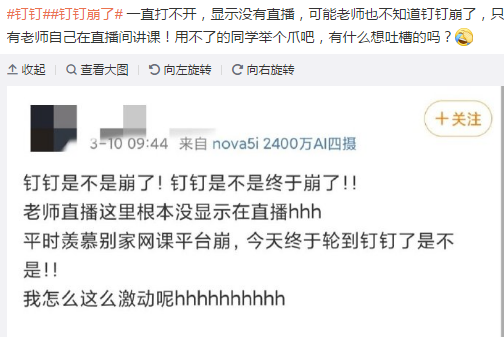 #钉钉##钉钉崩了# 一直打不开，显示没有直播，可能老师也不知道钉钉崩了，只
有老师自己在直播间讲课！用不了的同学举个爪吧，有什么想吐槽的吗？
收起 查看大图 向左旋转 向右旋转
+关注
3-10 09:44 来自 nova5i 2400万AI四摄
钉钉是不是崩了！钉钉是不是终于崩了!!
老师直播这里根本没显示在直播hhh
平时羡慕别家网课平台崩，今天终于轮到钉钉了是不
是!!
我怎么这么激动呢hhhhhhhhhh